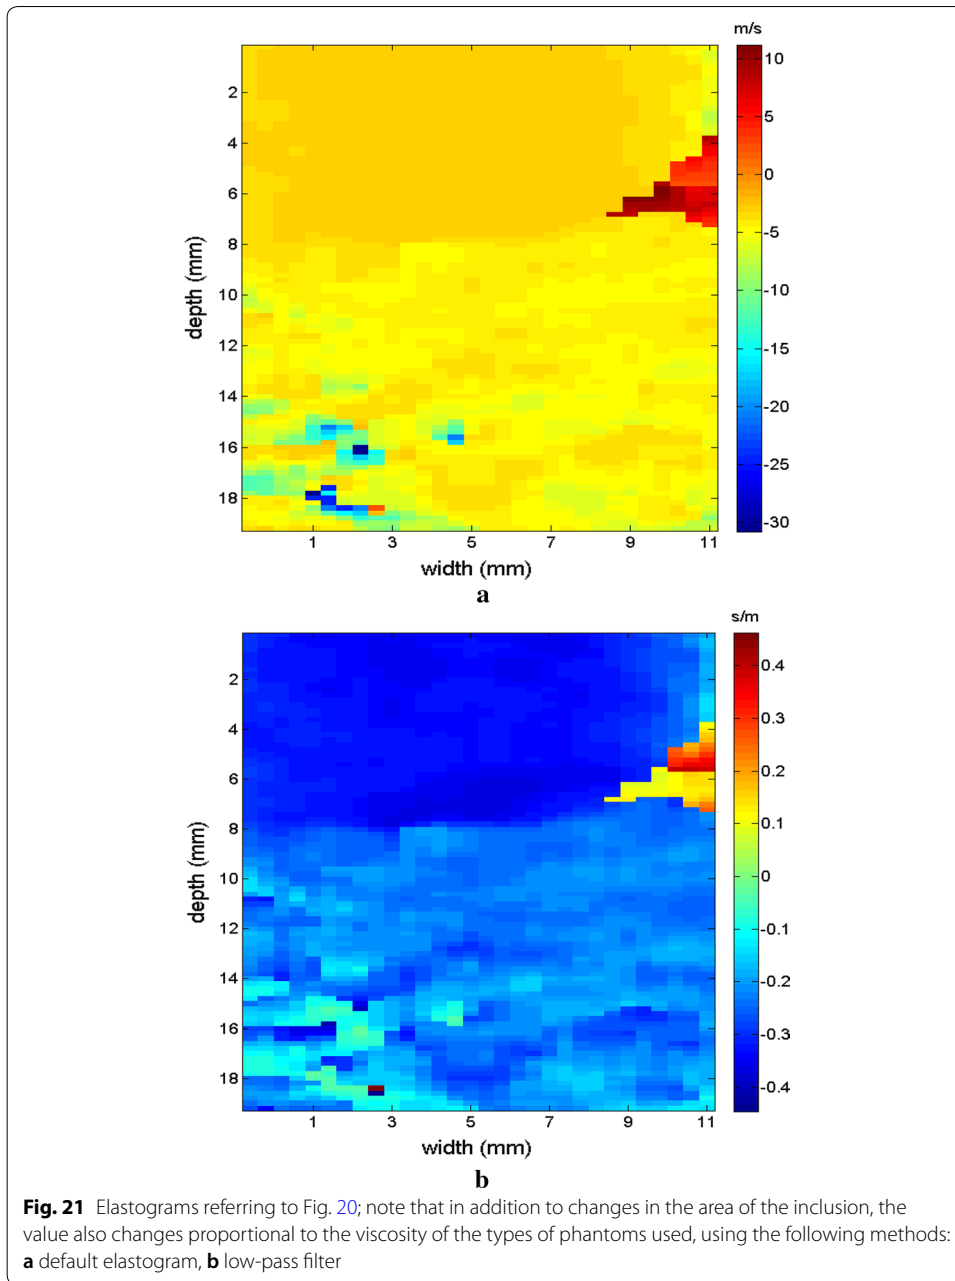 m/s
10
5
0
-5
-10
-15
-20
-25
-30
2
4
6
8
10
12
14
16
18
depth (mm)
1 3 5 7 9 11
width (mm)
a
s/m
0.4
0.3
0.2
0.1
0
-0.1
-0.2
-0.3
-0.4
2
4
6
8
10
12
14
16
18
depth (mm)
1 3 5 7 9 11
width (mm)
b
Fig. 21 Elastograms referring to Fig. 20; note that in addition to changes in the area of the inclusion, the
value also changes proportional to the viscosity of the types of phantoms used, using the following methods:
a default elastogram, b low-pass filter